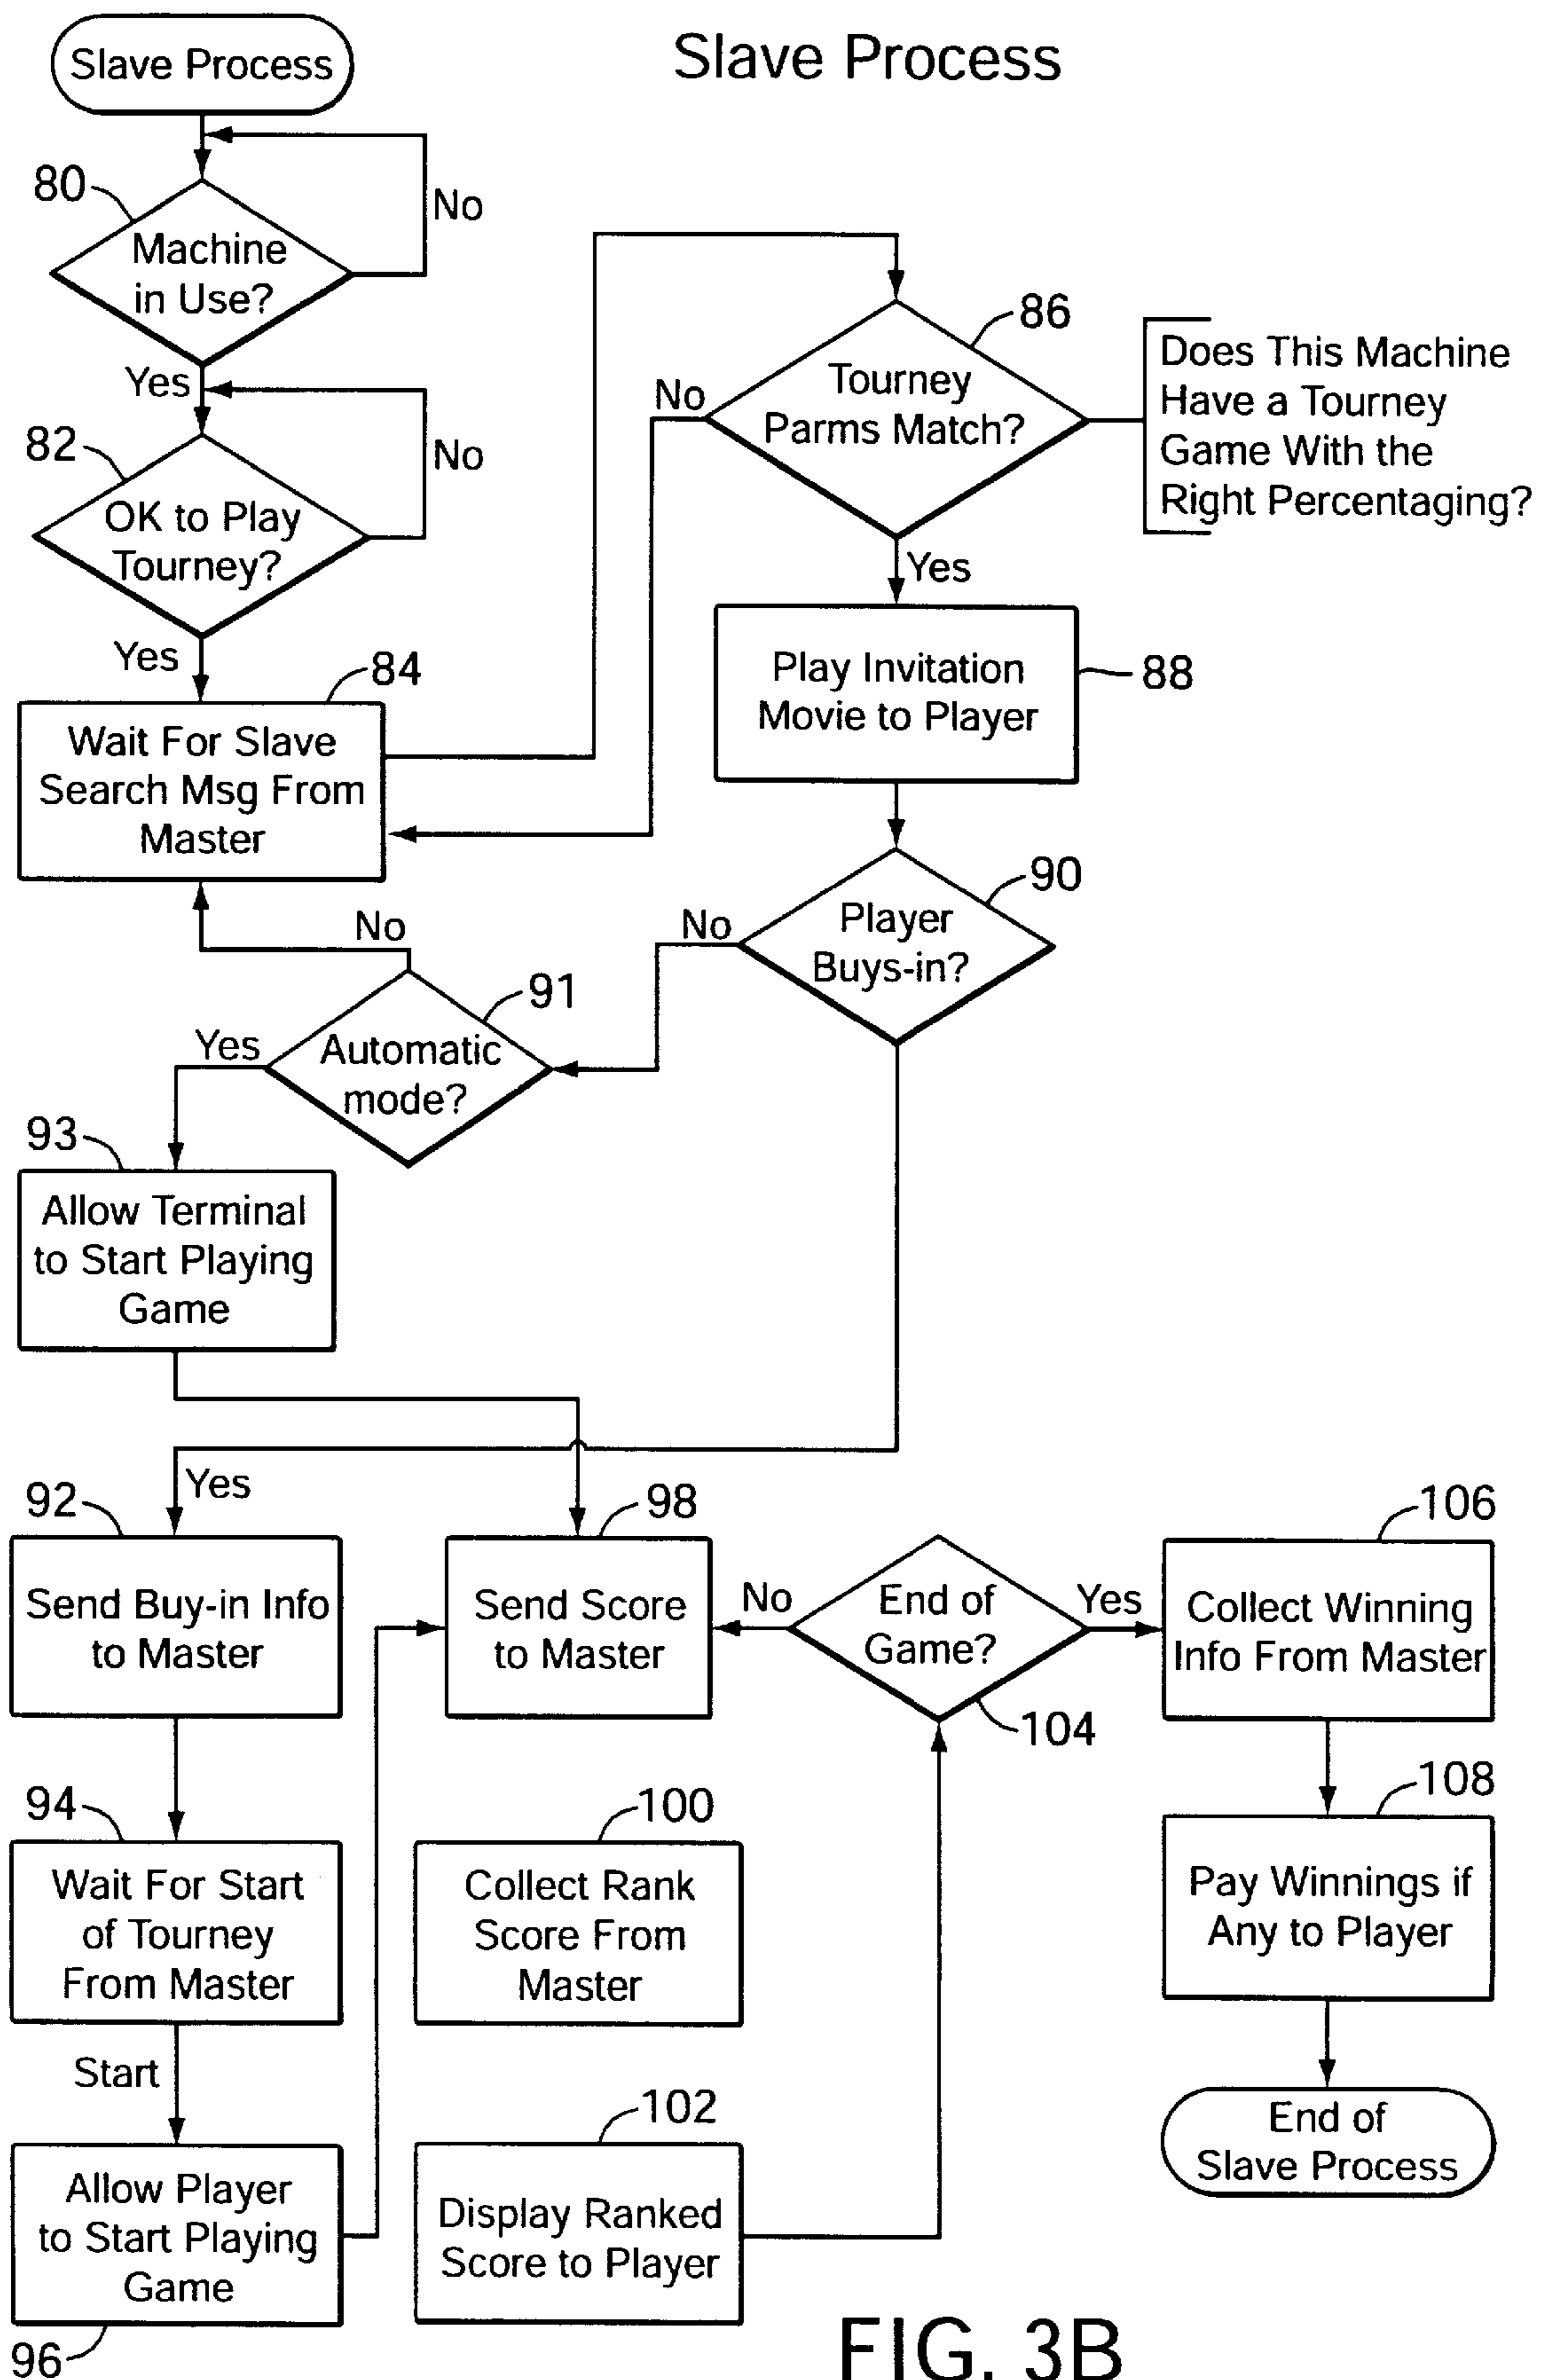 Slave Process
Slave Process
80
Machine
in Use?
No
Yes
82
OK to Play
Tourney?
No
Yes
84
Wait For Slave
Search Msg From
Master
86
Tourney
Parms Match?
No
Does This Machine
Have a Tourney
Game With the
Right Percentaging?
Yes
Play Invitation
Movie to Player
88
90
Player
Buys-in?
No
No
91
Automatic
mode?
Yes
93
Allow Terminal
to Start Playing
Game
Yes
92
Send Buy-in Info
to Master
98
Send Score
to Master
No
End of
Game?
Yes
104
106
Collect Winning
Info From Master
94
Wait For Start
of Tourney
From Master
100
Collect Rank
Score From
Master
108
Pay Winnings if
Any to Player
Start
Allow Player
to Start Playing
Game
96
102
Display Ranked
Score to Player
End of
Slave Process
FIG. 3B